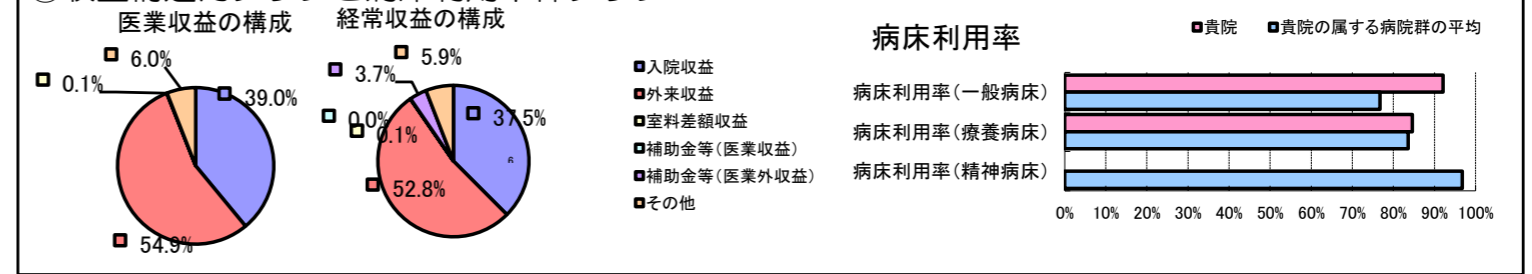 医業収益の構成
経常収益の構成
6.0%
0.1%
39.0%
54.9%
5.9%
3.7%
0.0%
0.1%
37.5%
6
52.8%
入院収益
外来収益
室料差額収益
補助金等(医業収益)
補助金等(医業外収益)
その他
病床利用率
貴院
貴院の属する病院群の平均
病床利用率(一般病床)
病床利用率(療養病床)
病床利用率(精神病床)
0% 10% 20% 30% 40% 50% 60% 70% 80% 90% 100%